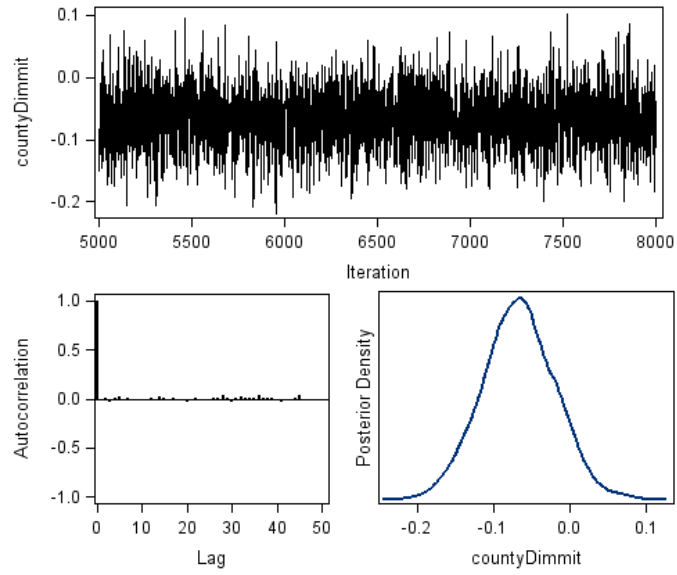 countyDimmit
0.1
0.0
-0.1
-0.2
5000 5500 6000 6500 7000 7500 8000
Iteration
Autocorrelation
1.0
0.5
0.0
-0.5
-1.0
0 10 20 30 40 50
Lag
Posterior Density
-0.2 -0.1 0.0 0.1
countyDimmit